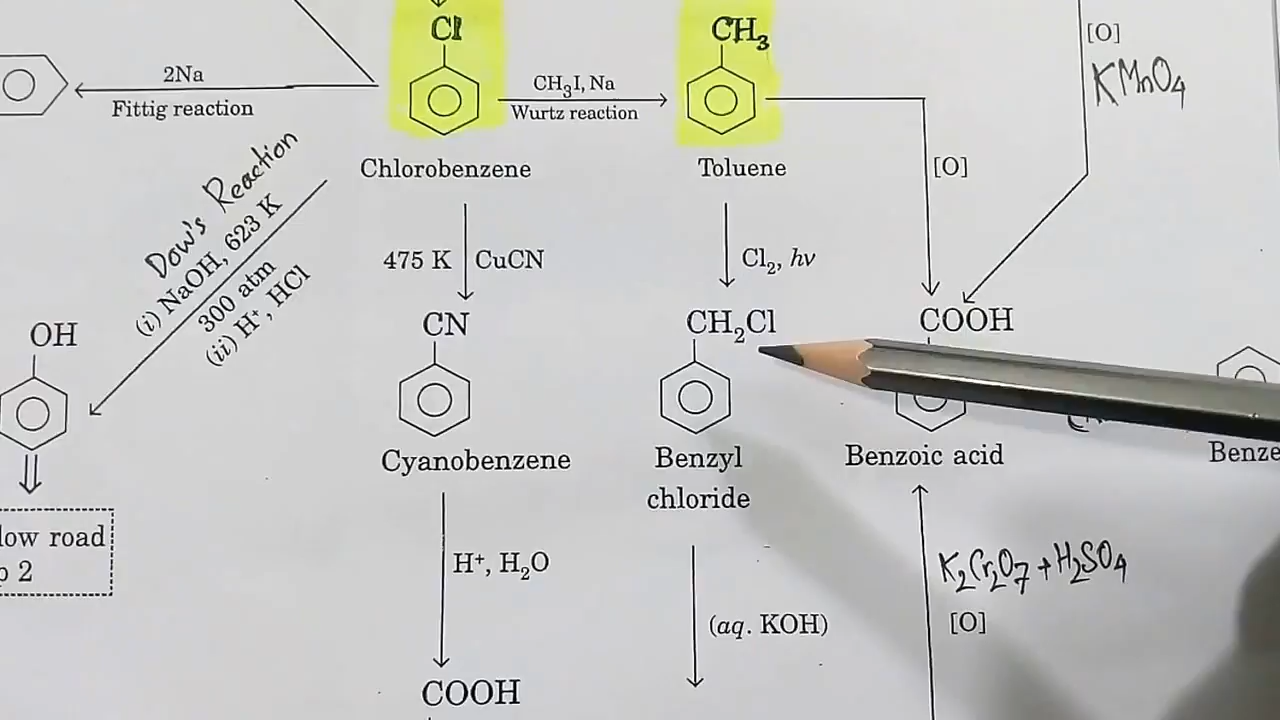 Cl
CH₃
[O]
KMnO₄
2Na
Fittig reaction
CH₃I, Na
Wurtz reaction
Chlorobenzene
Toluene
[O]
Dow's Reaction
(i) NaOH, 623 K
300 atm
(ii) H⁺, HCl
475 K CuCN
Cl₂, hν
OH
CN
CH₂Cl
COOH
Cyanobenzene
Benzyl
chloride
Benzoic acid
Benze
low road
2
H⁺, H₂O
(aq. KOH)
K₂Cr₂O₇ + H₂SO₄
[O]
COOH